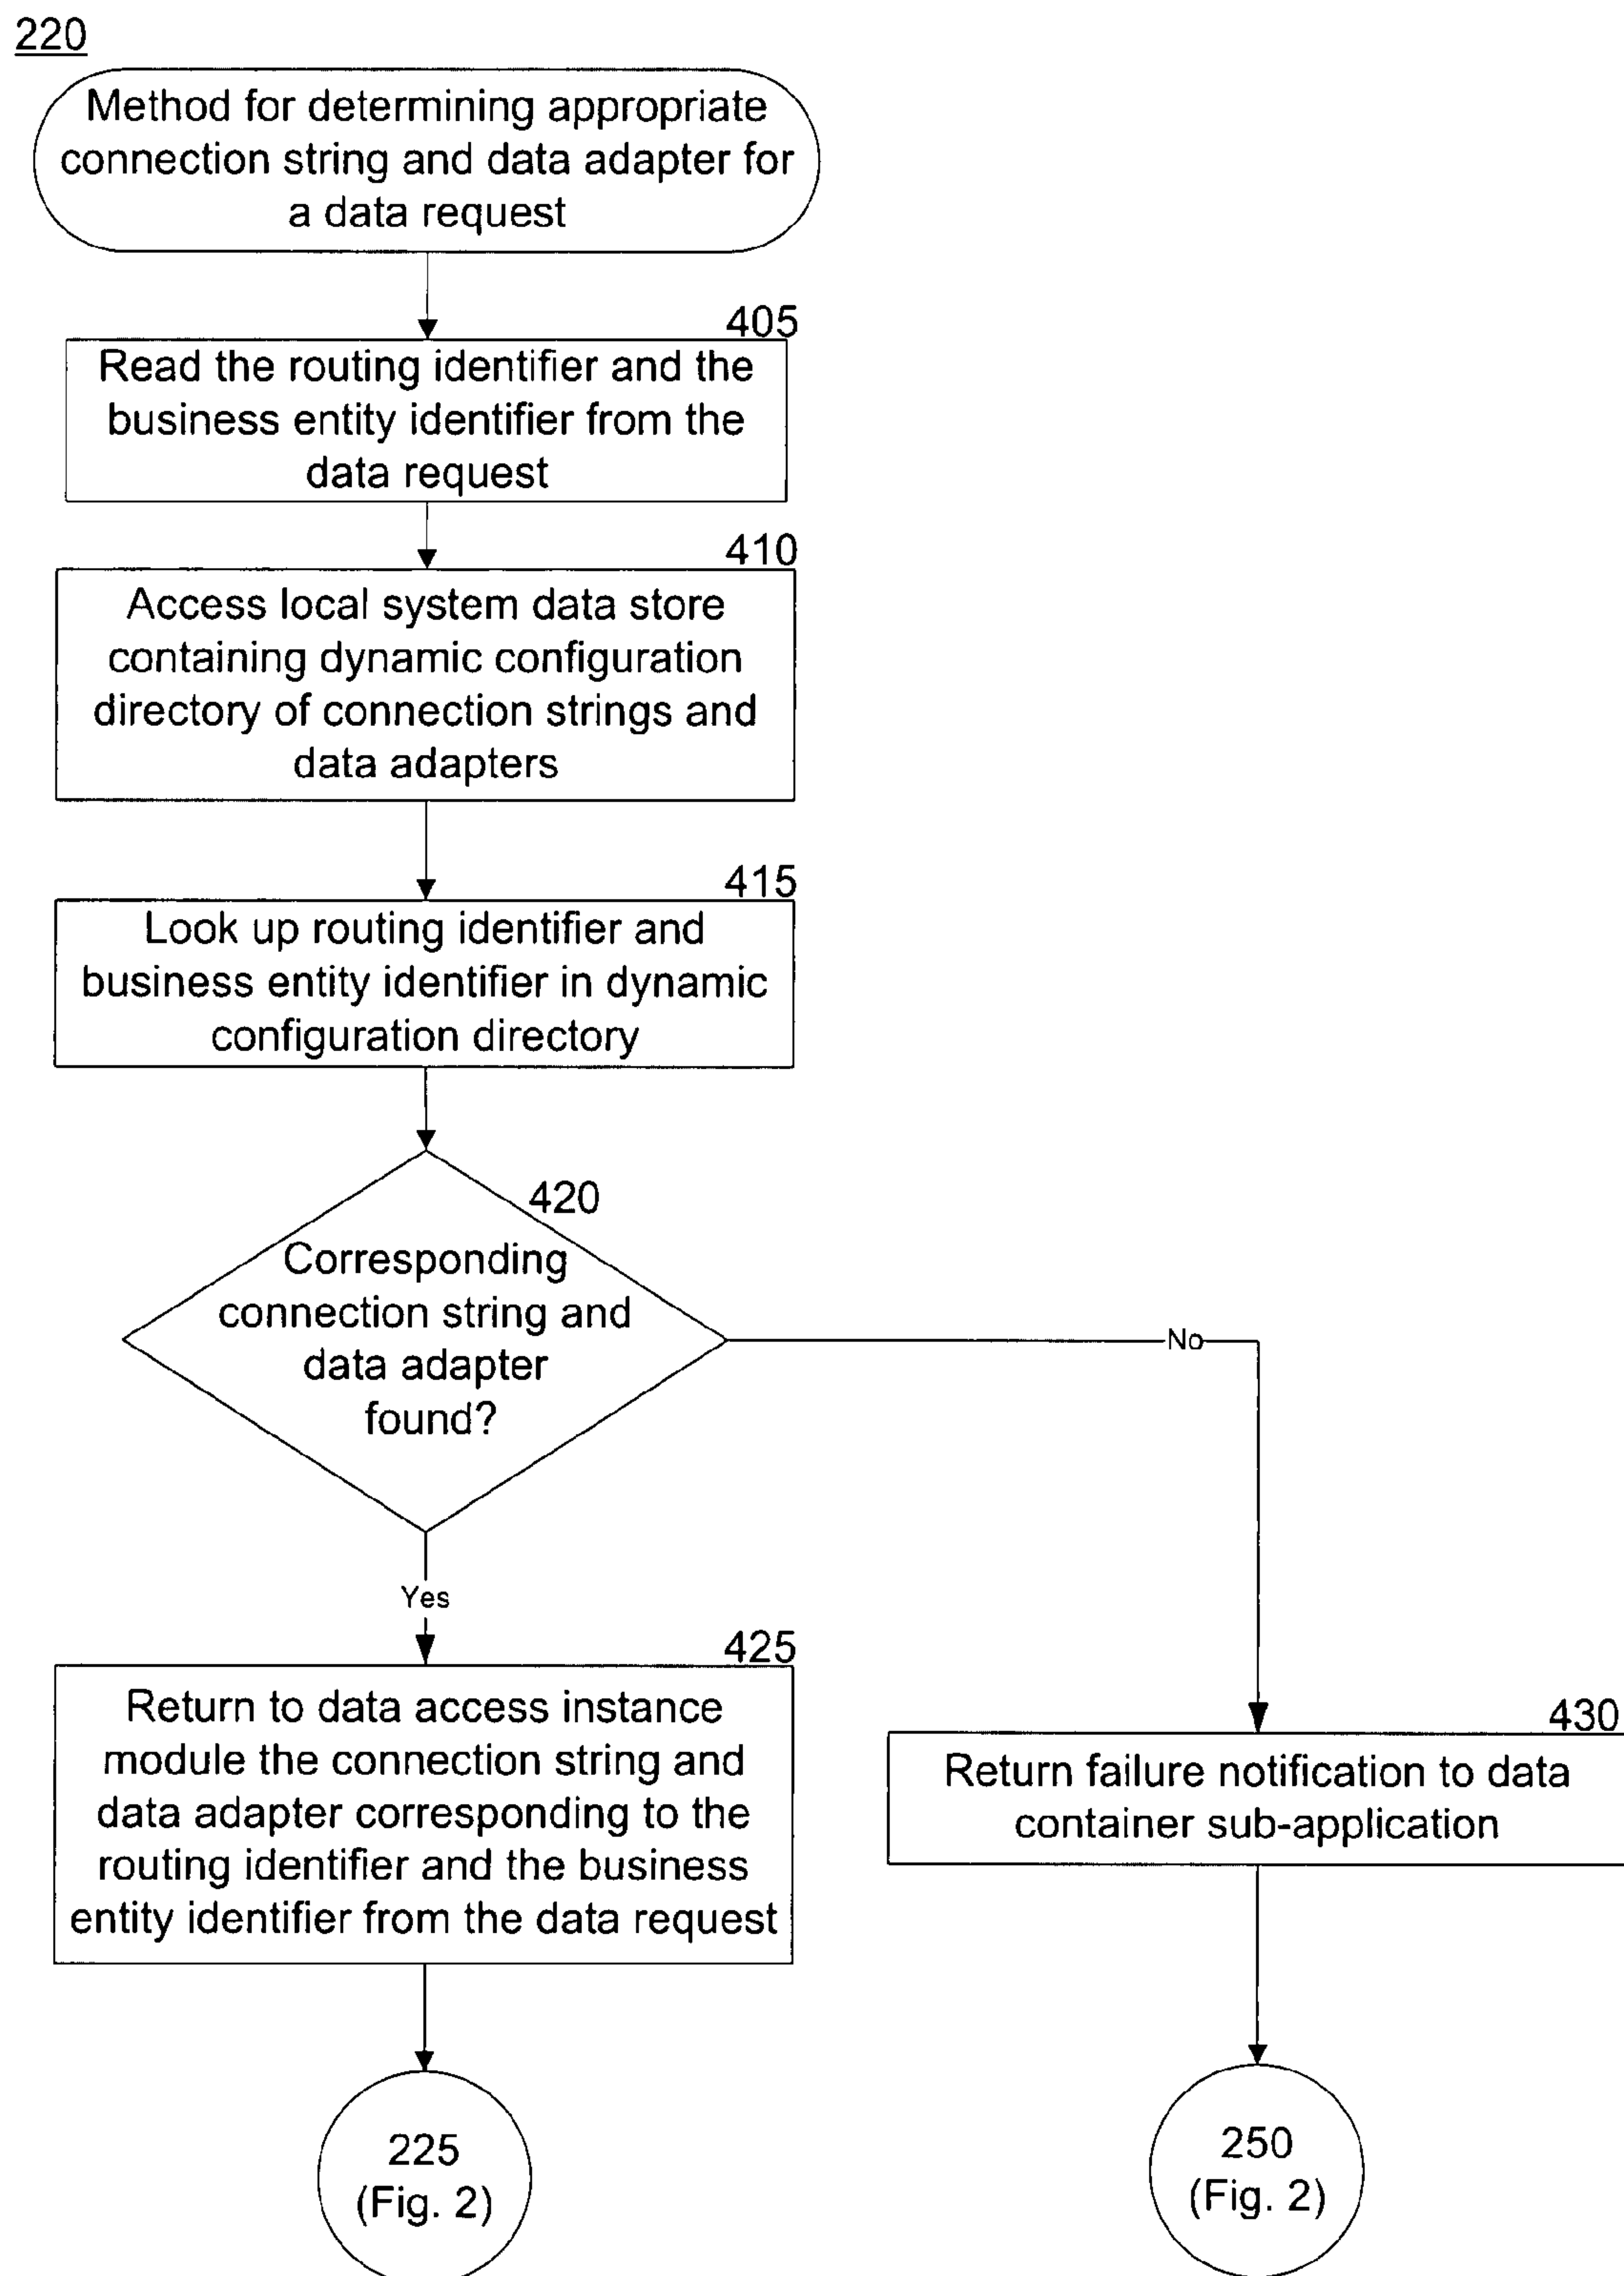 220
Method for determining appropriate
connection string and data adapter for
a data request
405
Read the routing identifier and the
business entity identifier from the
data request
410
Access local system data store
containing dynamic configuration
directory of connection strings and
data adapters
415
Look up routing identifier and
business entity identifier in dynamic
configuration directory
420
Corresponding
connection string and
data adapter
found?
No
Yes
425
Return to data access instance
module the connection string and
data adapter corresponding to the
routing identifier and the business
entity identifier from the data request
430
Return failure notification to data
container sub-application
225
(Fig. 2)
250
(Fig. 2)